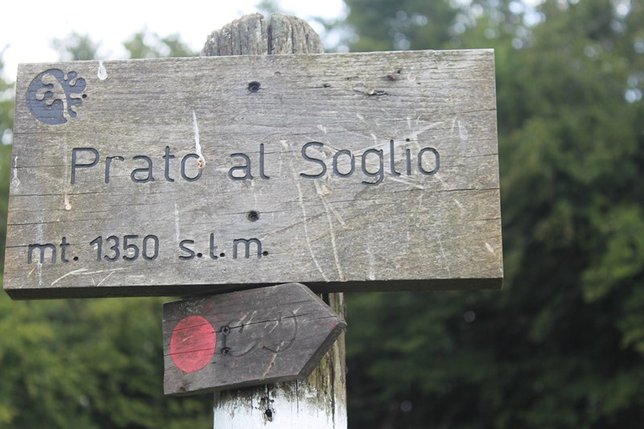 Prato al Soglio
mt. 1350 s.l.m.